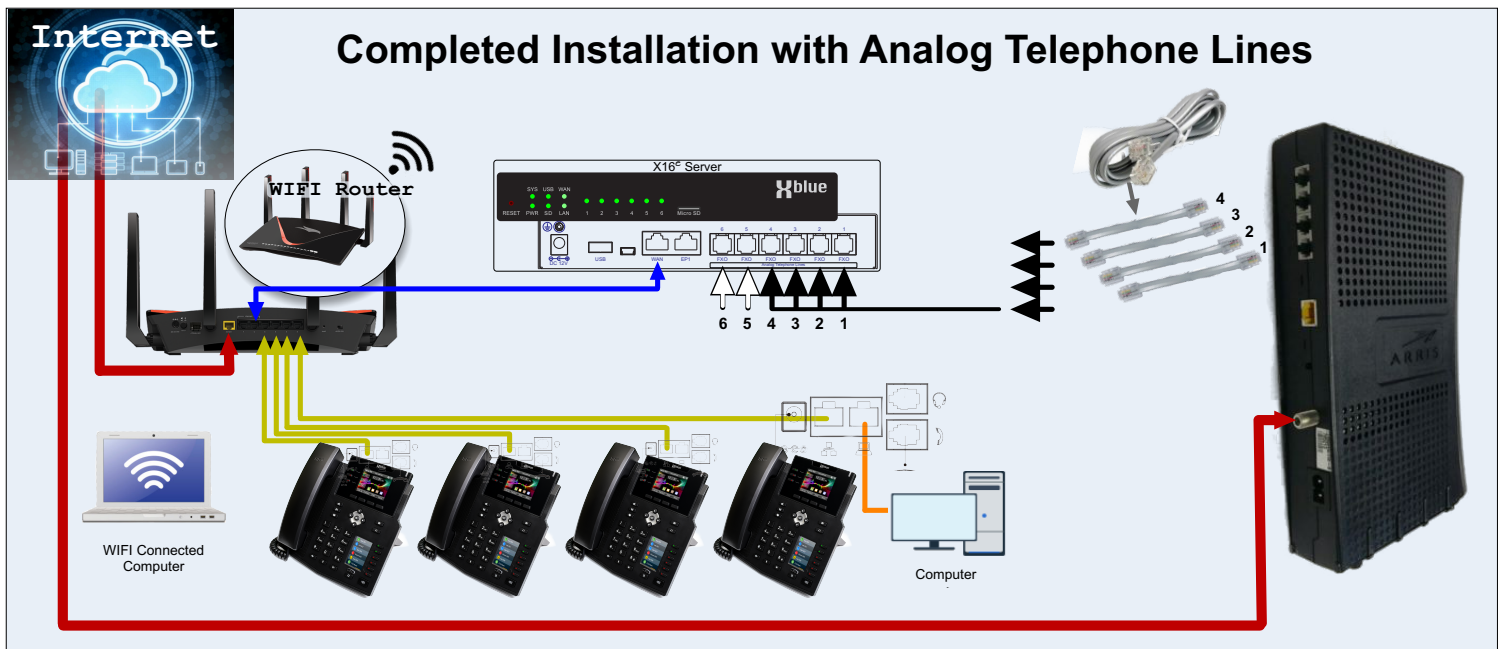 Internet
Completed Installation with Analog Telephone Lines
WIFI Router
X16e Server
Xblue
SYS USB WAN
RESET PWR SD LAN 1 2 3 4 5 6 Micro SD
6 5 4 3 2 1
DC 12V USB WAN EP1 FXO FXO FXO FXO FXO FXO
Analog Telephone Lines
6 5 4 3 2 1
4
3
2
1
ARRIS
WIFI Connected
Computer
Computer